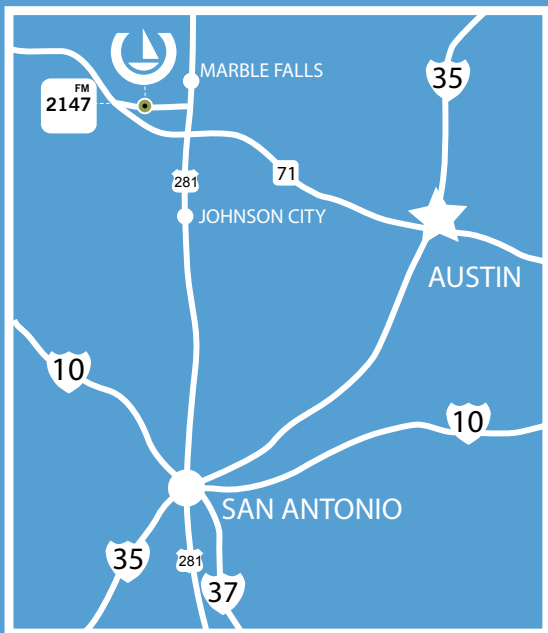 MARBLE FALLS
35
FM
2147
71
281
JOHNSON CITY
AUSTIN
10
10
SAN ANTONIO
35
281
37